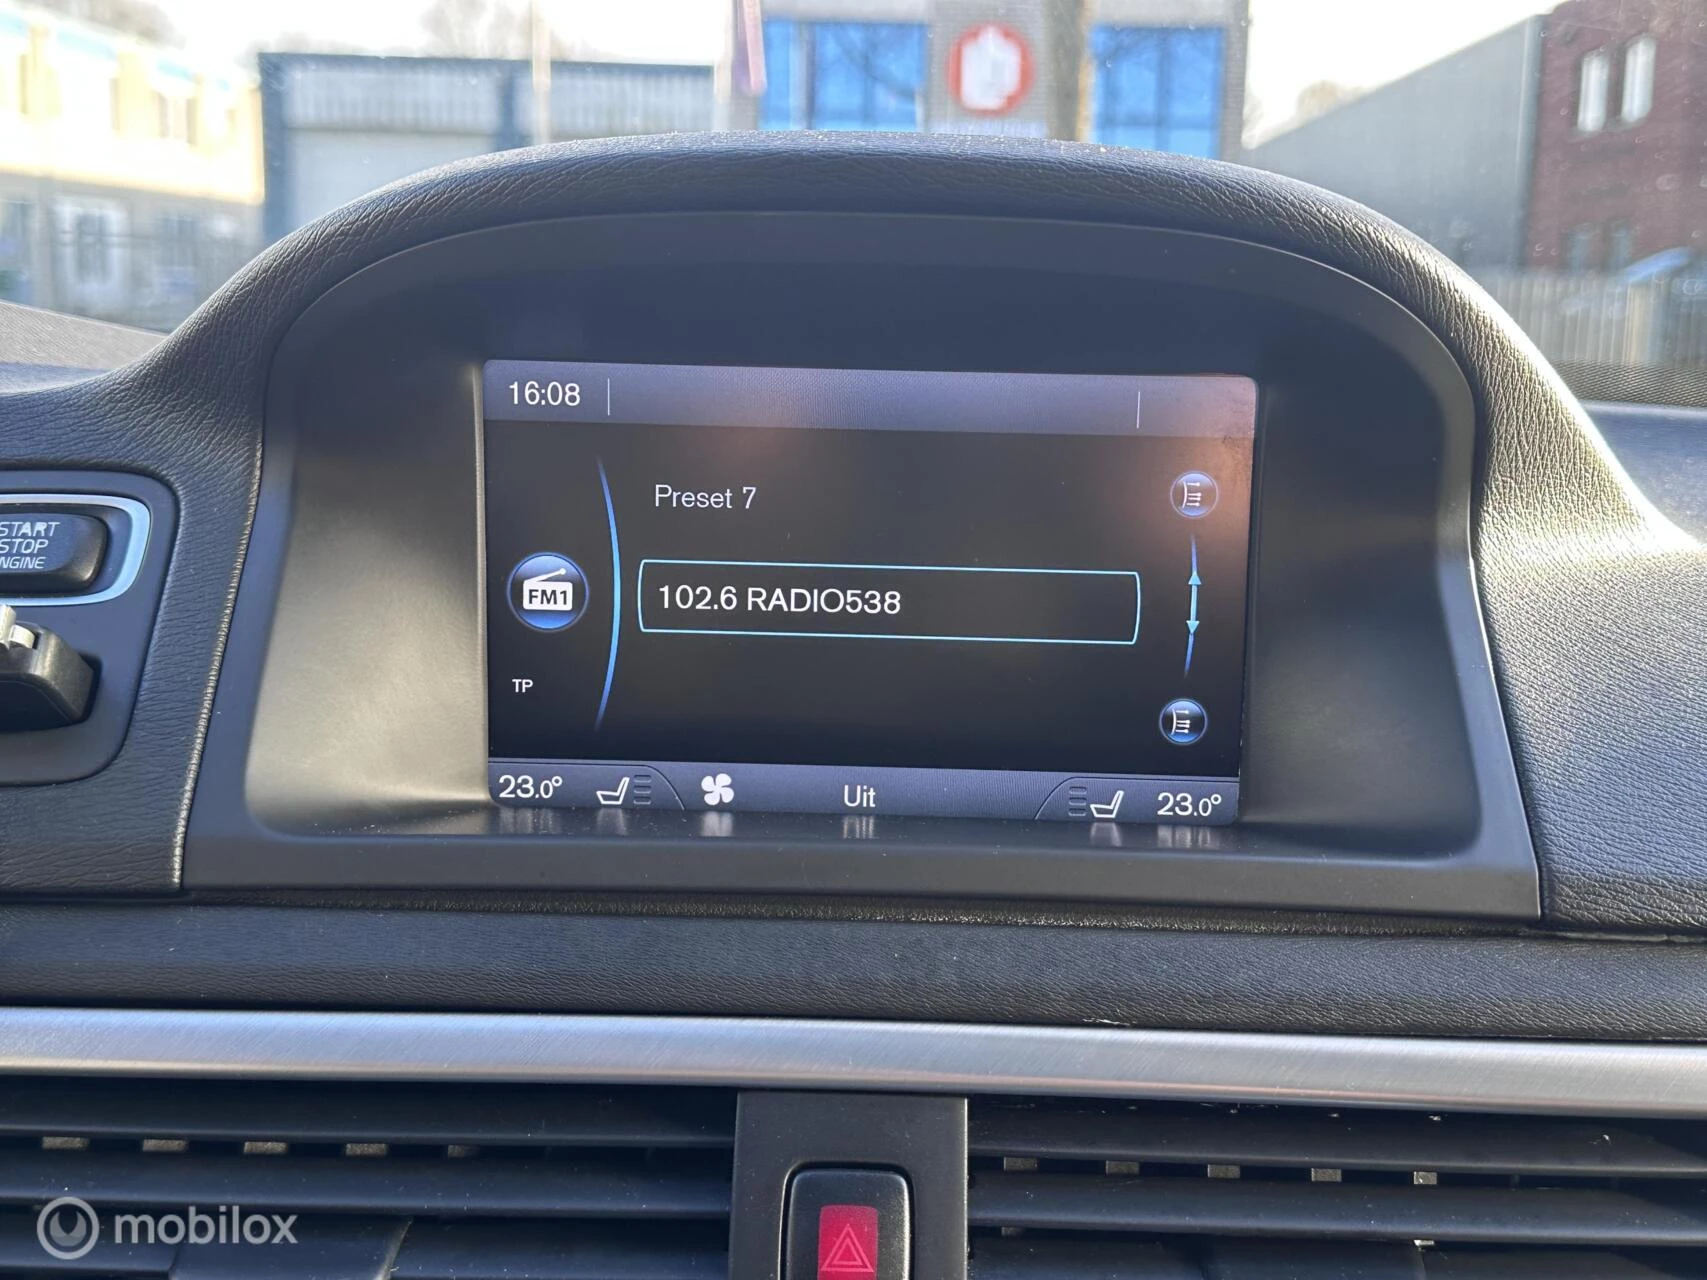 16:08
Preset 7
START
STOP
ENGINE
FM1
102.6 RADIO538
TP
23.0°
Uit
23.0°
mobilox